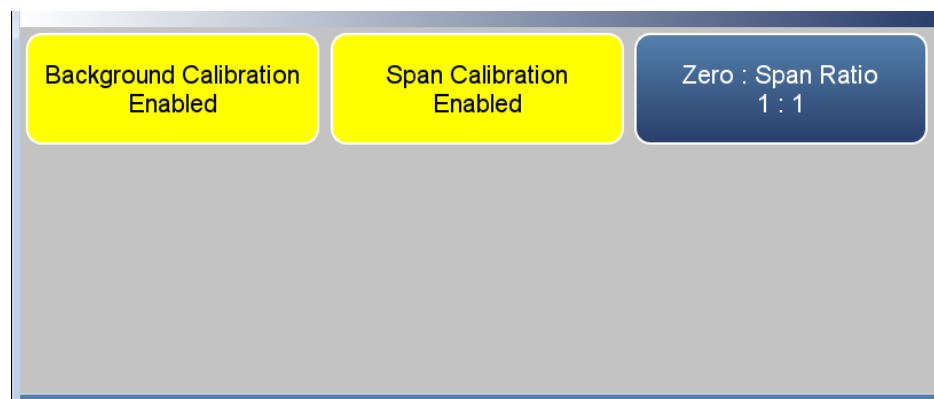 Background Calibration
Enabled
Span Calibration
Enabled
Zero : Span Ratio
1 : 1